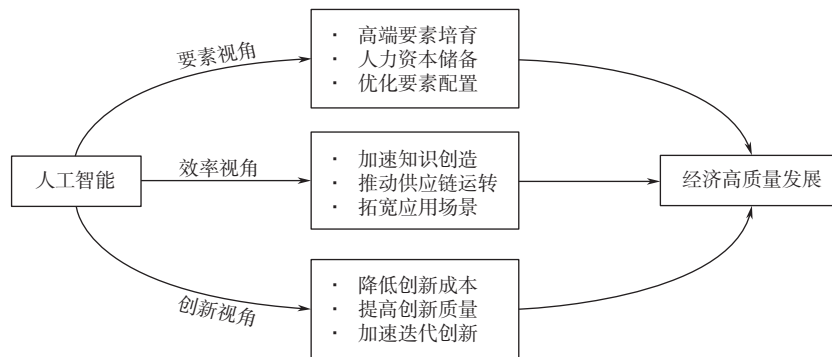 要素视角
· 高端要素培育
· 人力资本储备
· 优化要素配置
人工智能
效率视角
· 加速知识创造
· 推动供应链运转
· 拓宽应用场景
经济高质量发展
创新视角
· 降低创新成本
· 提高创新质量
· 加速迭代创新